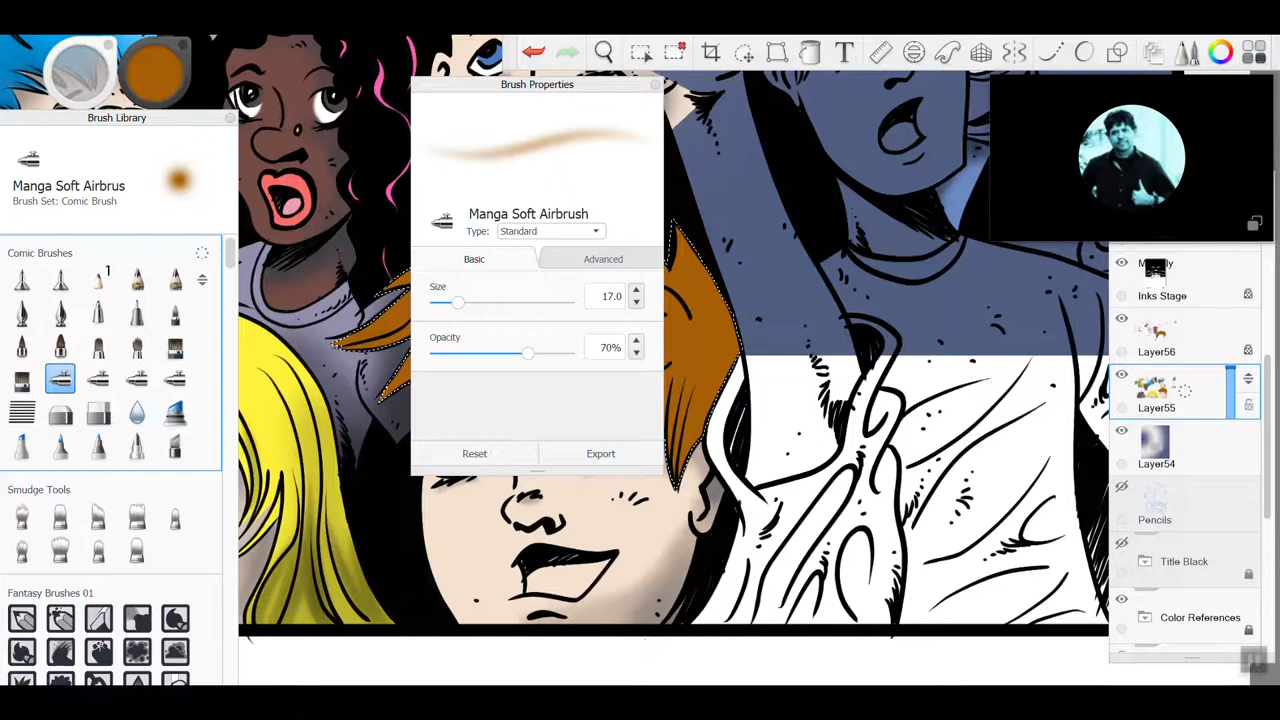 Brush Library
Manga Soft Airbrus
Brush Set: Comic Brush
Comic Brushes
1
Smudge Tools
Fantasy Brushes 01
Brush Properties
Manga Soft Airbrush
Type: Standard
Basic
Advanced
Size
17.0
Opacity
70%
Reset
Export
T
Inks Stage
Layer56
Layer55
Layer54
Pencils
Title Black
Color References